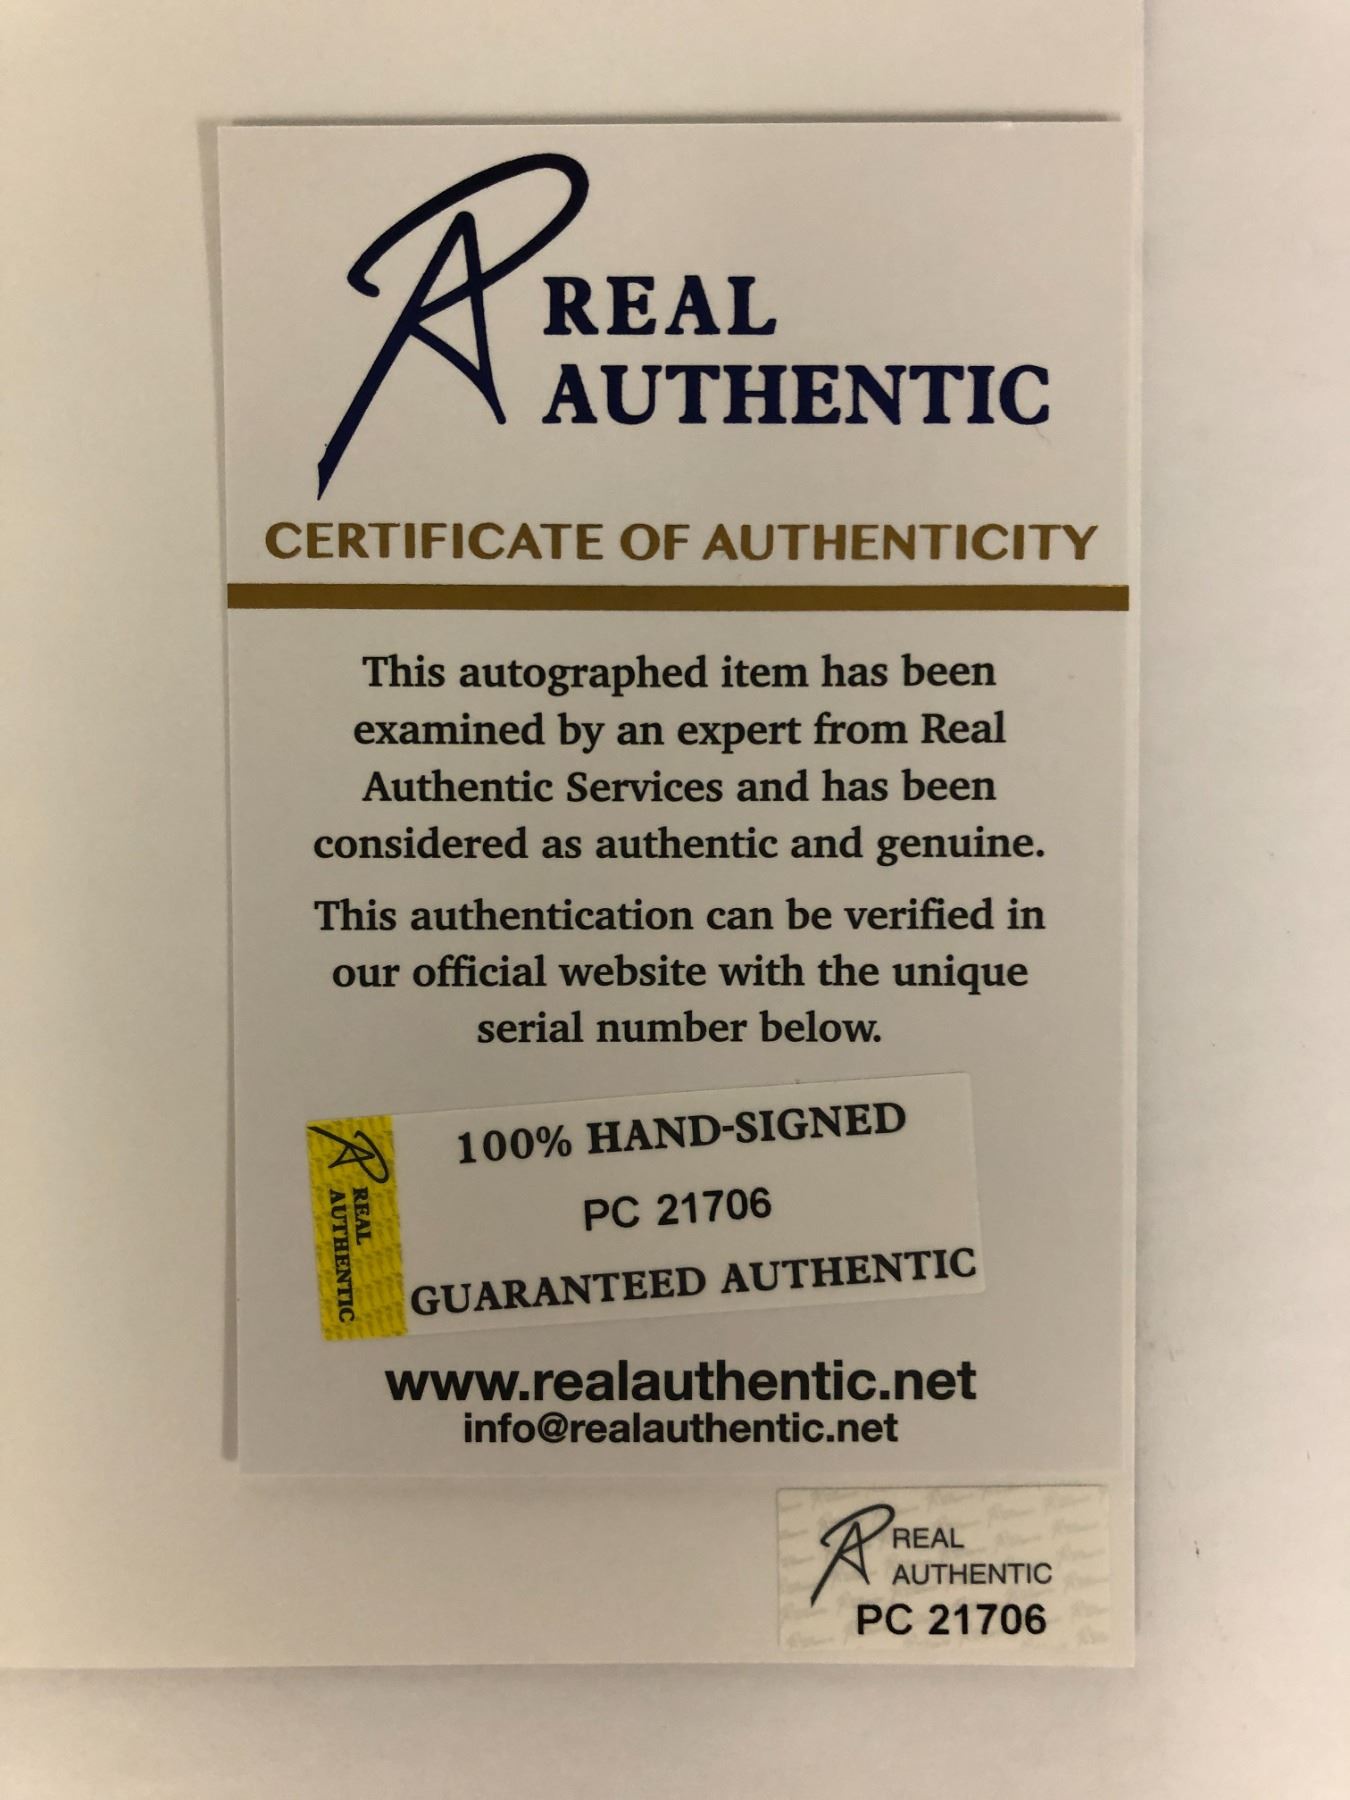 REAL
AUTHENTIC
CERTIFICATE OF AUTHENTICITY
This autographed item has been
examined by an expert from Real
Authentic Services and has been
considered as authentic and genuine.
This authentication can be verified in
our official website with the unique
serial number below.
REAL
AUTHENTIC
100% HAND-SIGNED
PC 21706
GUARANTEED AUTHENTIC
www.realauthentic.net
info@realauthentic.net
REAL
AUTHENTIC
PC 21706